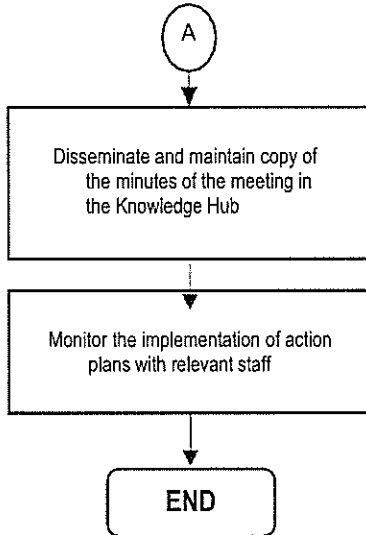 A
Disseminate and maintain copy of
the minutes of the meeting in
the Knowledge Hub
Monitor the implementation of action
plans with relevant staff
END